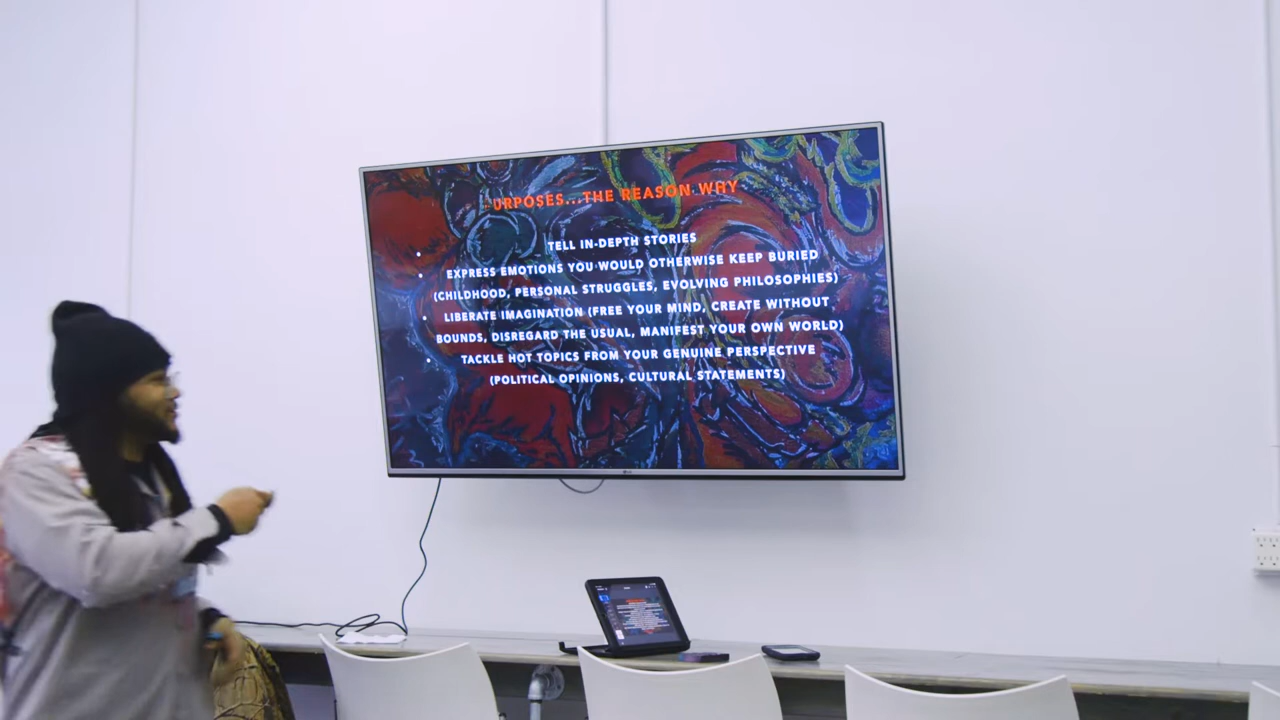 PURPOSES...THE REASON WHY
• TELL IN-DEPTH STORIES
• EXPRESS EMOTIONS YOU WOULD OTHERWISE KEEP BURIED
(CHILDHOOD, PERSONAL STRUGGLES, EVOLVING PHILOSOPHIES)
• LIBERATE IMAGINATION (FREE YOUR MIND, CREATE WITHOUT
BOUNDS, DISREGARD THE USUAL, MANIFEST YOUR OWN WORLD)
• TACKLE HOT TOPICS FROM YOUR GENUINE PERSPECTIVE
(POLITICAL OPINIONS, CULTURAL STATEMENTS)
LG